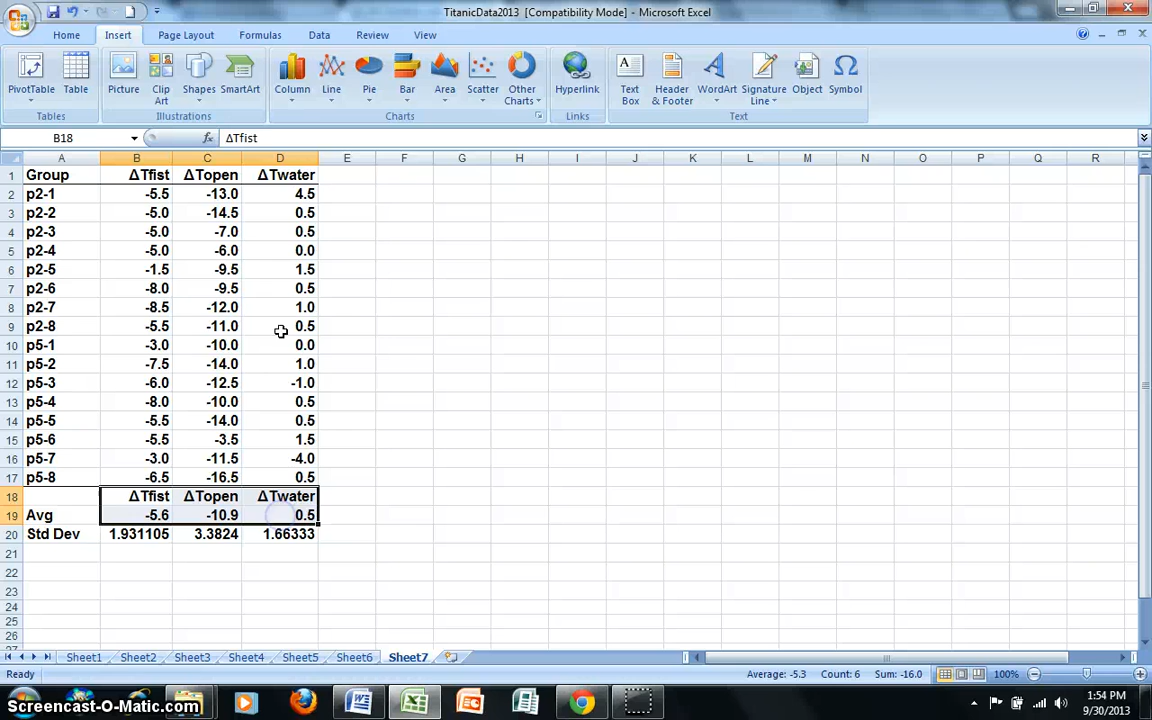 TitanicData2013 [Compatibility Mode] - Microsoft Excel
Home Insert Page Layout Formulas Data Review View
PivotTable Table Picture Clip Art Shapes SmartArt Column Line Pie Bar Area Scatter Other Charts Hyperlink Text Box Header & Footer WordArt Signature Line Object Symbol
Tables Illustrations Charts Links Text
B18 fx ΔTfist
A B C D E F G H I J K L M N O P Q R
1 Group ΔTfist ΔTopen ΔTwater
2 p2-1 -5.5 -13.0 4.5
3 p2-2 -5.0 -14.5 0.5
4 p2-3 -5.0 -7.0 0.5
5 p2-4 -5.0 -6.0 0.0
6 p2-5 -1.5 -9.5 1.5
7 p2-6 -8.0 -9.5 0.5
8 p2-7 -8.5 -12.0 1.0
9 p2-8 -5.5 -11.0 0.5
10 p5-1 -3.0 -10.0 0.0
11 p5-2 -7.5 -14.0 1.0
12 p5-3 -6.0 -12.5 -1.0
13 p5-4 -8.0 -10.0 0.5
14 p5-5 -5.5 -14.0 0.5
15 p5-6 -5.5 -3.5 1.5
16 p5-7 -3.0 -11.5 -4.0
17 p5-8 -6.5 -16.5 0.5
18 ΔTfist ΔTopen ΔTwater
19 Avg -5.6 -10.9 0.5
20 Std Dev 1.931105 3.3824 1.66333
21
22
23
24
25
26
Sheet1 Sheet2 Sheet3 Sheet4 Sheet5 Sheet6 Sheet7
Ready Average: -5.3 Count: 6 Sum: -16.0 100%
Screencast-O-Matic.com 1:54 PM
9/30/2013